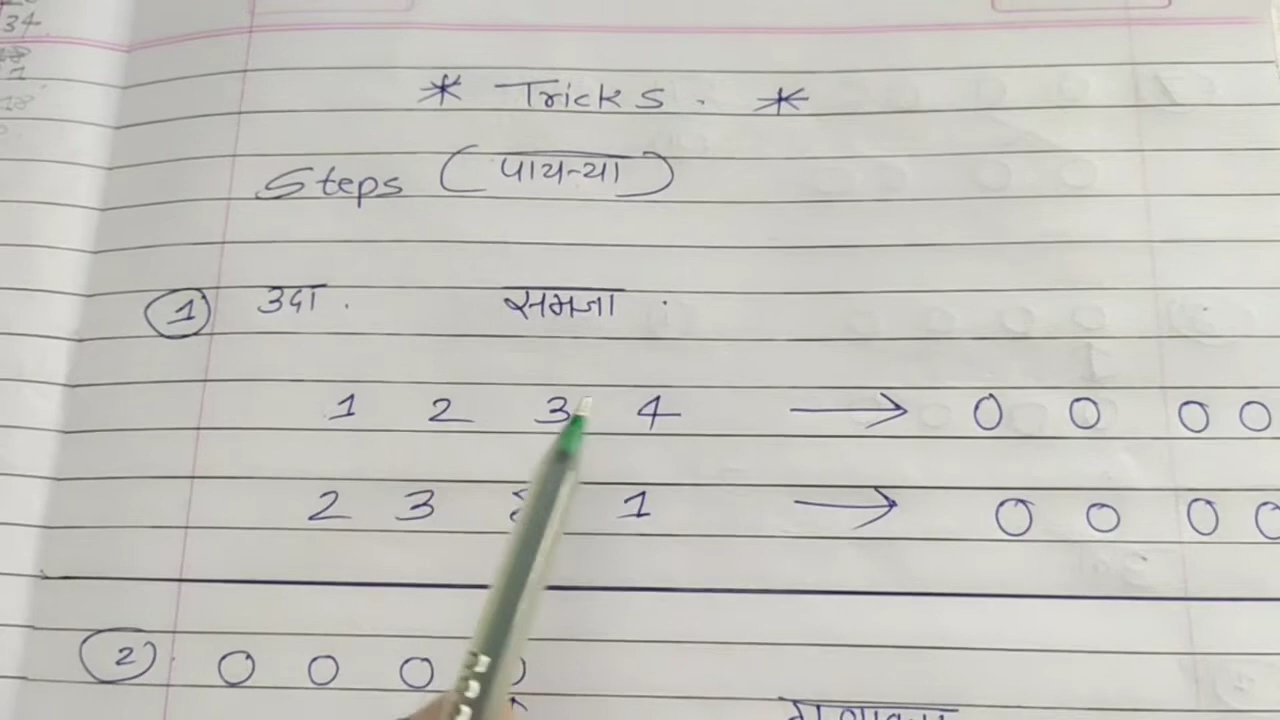 * Tricks. *
Steps (पायऱ्या)
① उदा. समजा.
1 2 3 4 → 0 0 0 0
2 3 1 → 0 0 0 0
② 0 0 0